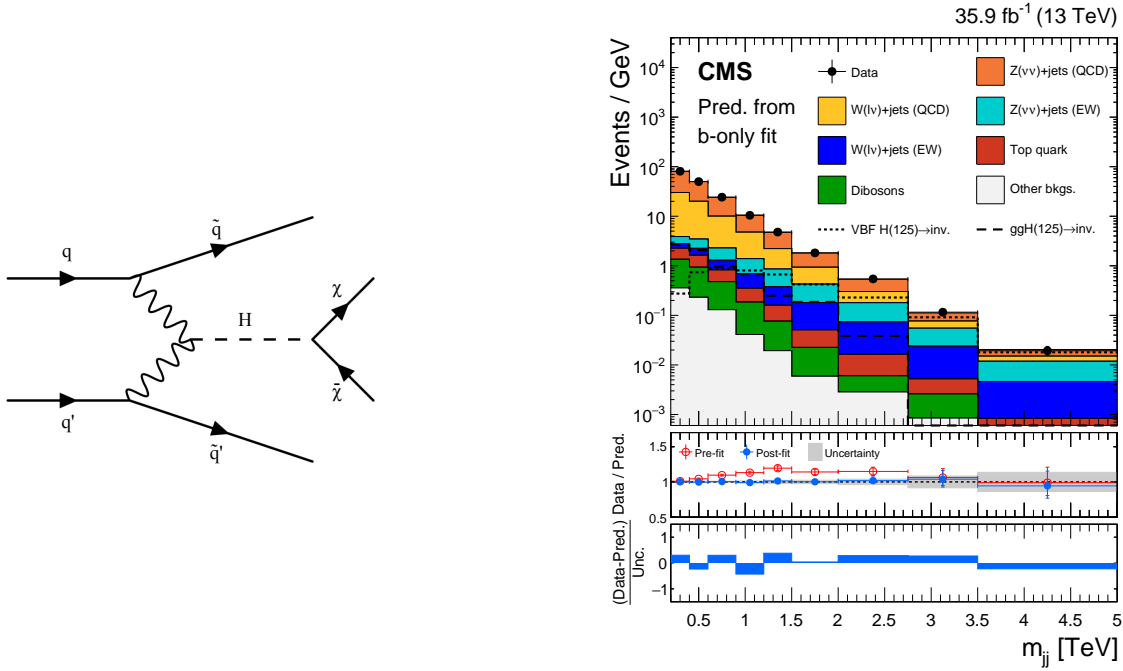 q
q̃
H
χ
χ̄
q'
q̃'
35.9 fb⁻¹ (13 TeV)
Events / GeV
10⁴
10³
10²
10
1
10⁻¹
10⁻²
10⁻³
CMS
Pred. from
b-only fit
Data
Z(νν)+jets (QCD)
W(lν)+jets (QCD)
Z(νν)+jets (EW)
W(lν)+jets (EW)
Top quark
Dibosons
Other bkgs.
VBF H(125)→inv.
ggH(125)→inv.
Data / Pred.
1.5
1
0.5
Pre-fit
Post-fit
Uncertainty
(Data-Pred.)
Unc.
1
0
−1
0.5 1 1.5 2 2.5 3 3.5 4 4.5 5
m_jj [TeV]